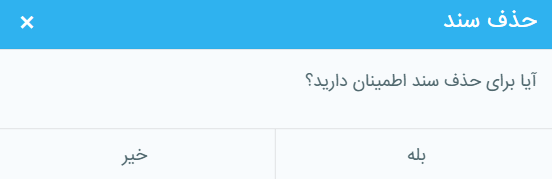 حذف سند ×
آیا برای حذف سند اطمینان دارید؟
بله
خیر